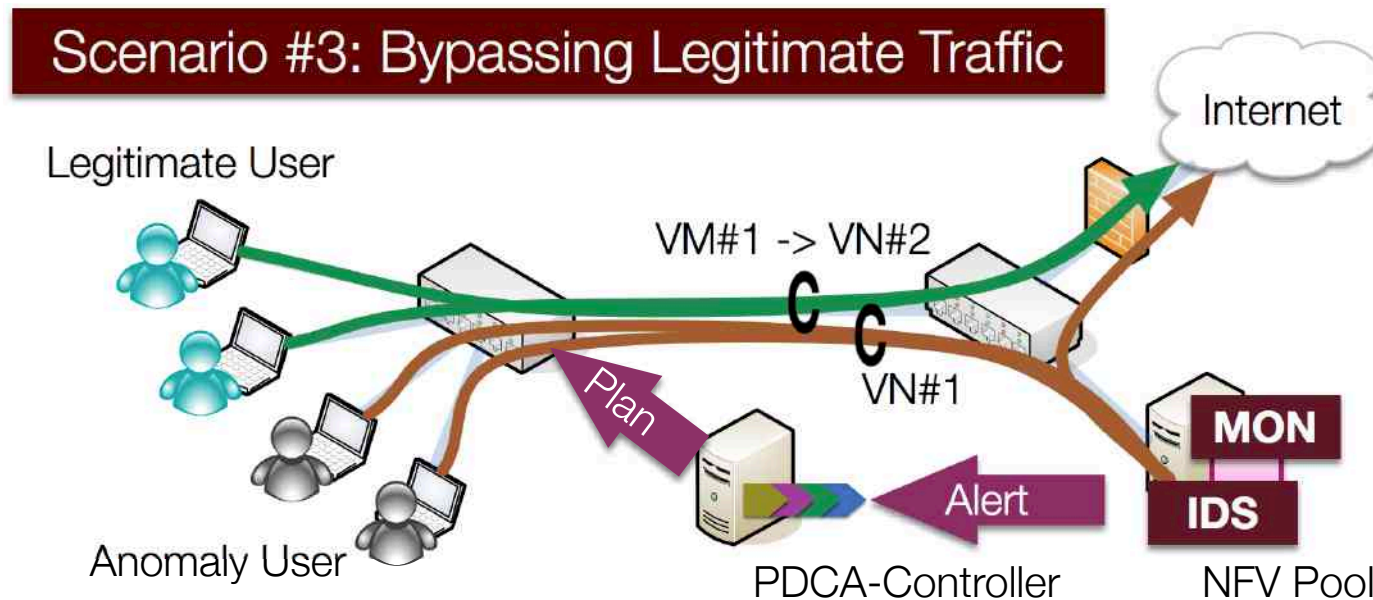 Scenario #3: Bypassing Legitimate Traffic
Internet
Legitimate User
VM#1 -> VN#2
VN#1
Plan
MON
Alert
IDS
Anomaly User
PDCA-Controller
NFV Pool